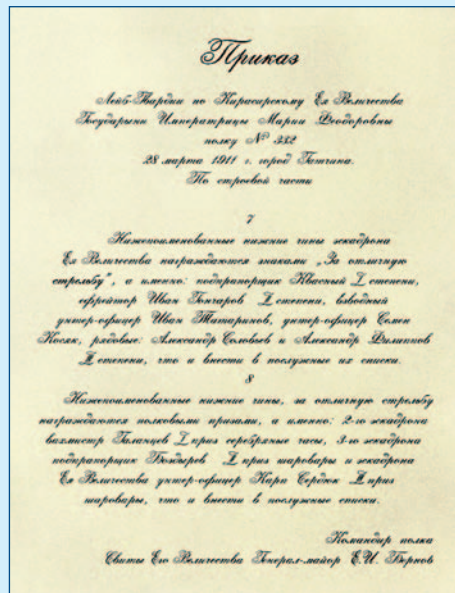 Приказ
Лейб-Гвардии по Кирасирскому Ея Величества
Государыни Императрицы Марии Феодоровны
полку № 332
28 марта 1911 г. город Гатчина.
По строевой части
7
Нижепоименованные нижние чины эскадрона
Ея Величества награждаются знаками „За отличную
стрельбу", а именно: подпрапорщик Квасный I степени,
ефрейтор Иван Гончаров I степени, взводный
унтер-офицер Иван Татаринов, унтер-офицер Семен
Косяк, рядовые: Александр Соловьев и Александр Филиппов
II степени, что и внести в послужные их списки.
8
Нижепоименованные нижние чины, за отличную стрельбу
награждаются полковыми призами, а именно: 2-го эскадрона
вахмистр Галанцев I приз серебряные часы, 3-го эскадрона
подпрапорщик Бондырев приз шаровары и эскадрона
Ея Величества унтер-офицер Карп Сердюк приз
шаровары, что и внести в послужные списки.
Командир полка
Свиты Его Величества Генерал-майор Е.И. Бернов